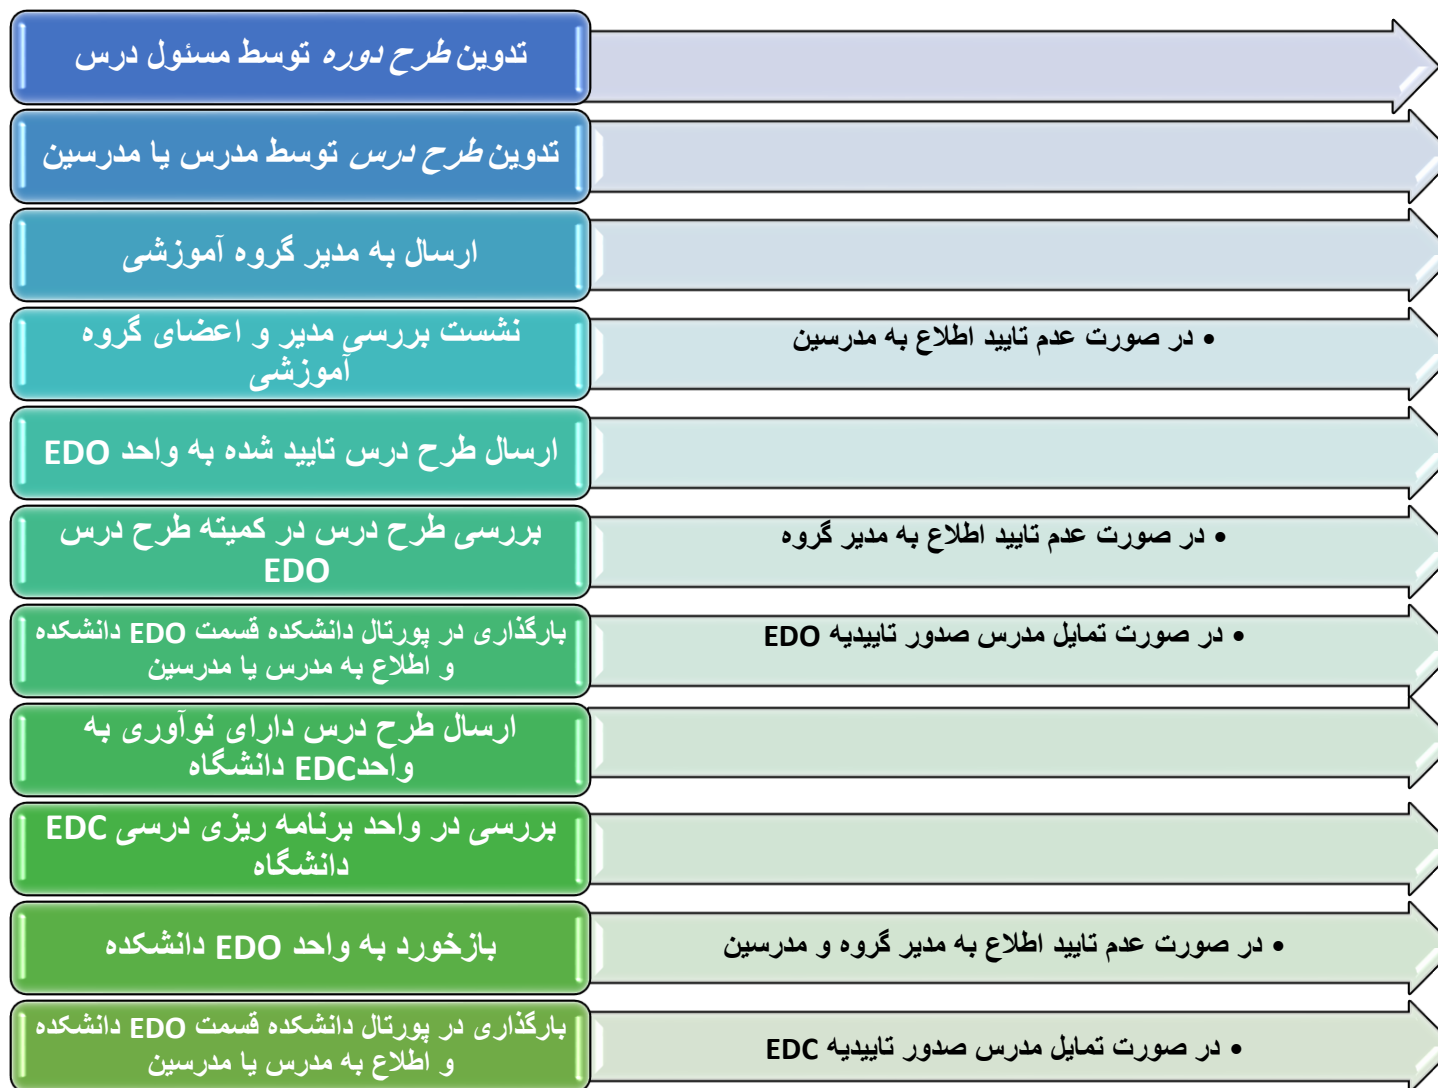 تدوین طرح دوره توسط مسئول درس
تدوین طرح درس توسط مدرس یا مدرسین
ارسال به مدیر گروه آموزشی
نشست بررسی مدیر و اعضای گروه
آموزشی
• در صورت عدم تایید اطلاع به مدرسین
ارسال طرح درس تایید شده به واحد EDO
بررسی طرح درس در کمیته طرح درس
EDO
• در صورت عدم تایید اطلاع به مدیر گروه
بارگذاری در پورتال دانشکده قسمت EDO دانشکده
و اطلاع به مدرس یا مدرسین
• در صورت تمایل مدرس صدور تاییدیه EDO
ارسال طرح درس دارای نوآوری به
واحدEDC دانشگاه
بررسی در واحد برنامه ریزی درسی EDC
دانشگاه
بازخورد به واحد EDO دانشکده
• در صورت عدم تایید اطلاع به مدیر گروه و مدرسین
بارگذاری در پورتال دانشکده قسمت EDO دانشکده
و اطلاع به مدرس یا مدرسین
• در صورت تمایل مدرس صدور تاییدیه EDC